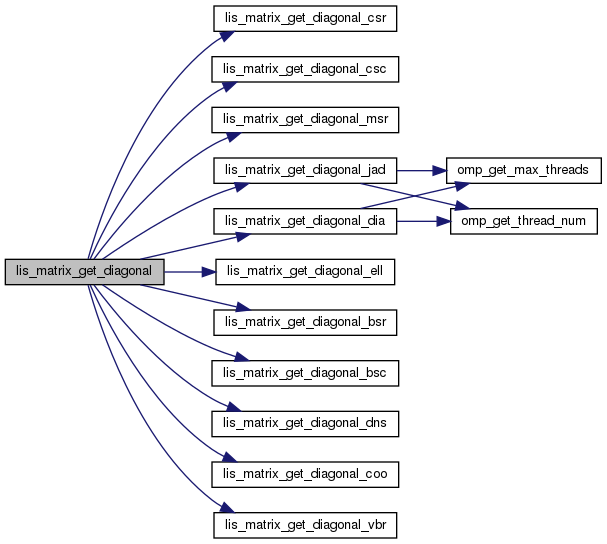 lis_matrix_get_diagonal_csr
lis_matrix_get_diagonal_csc
lis_matrix_get_diagonal_msr
lis_matrix_get_diagonal_jad
omp_get_max_threads
lis_matrix_get_diagonal_dia
omp_get_thread_num
lis_matrix_get_diagonal
lis_matrix_get_diagonal_ell
lis_matrix_get_diagonal_bsr
lis_matrix_get_diagonal_bsc
lis_matrix_get_diagonal_dns
lis_matrix_get_diagonal_coo
lis_matrix_get_diagonal_vbr